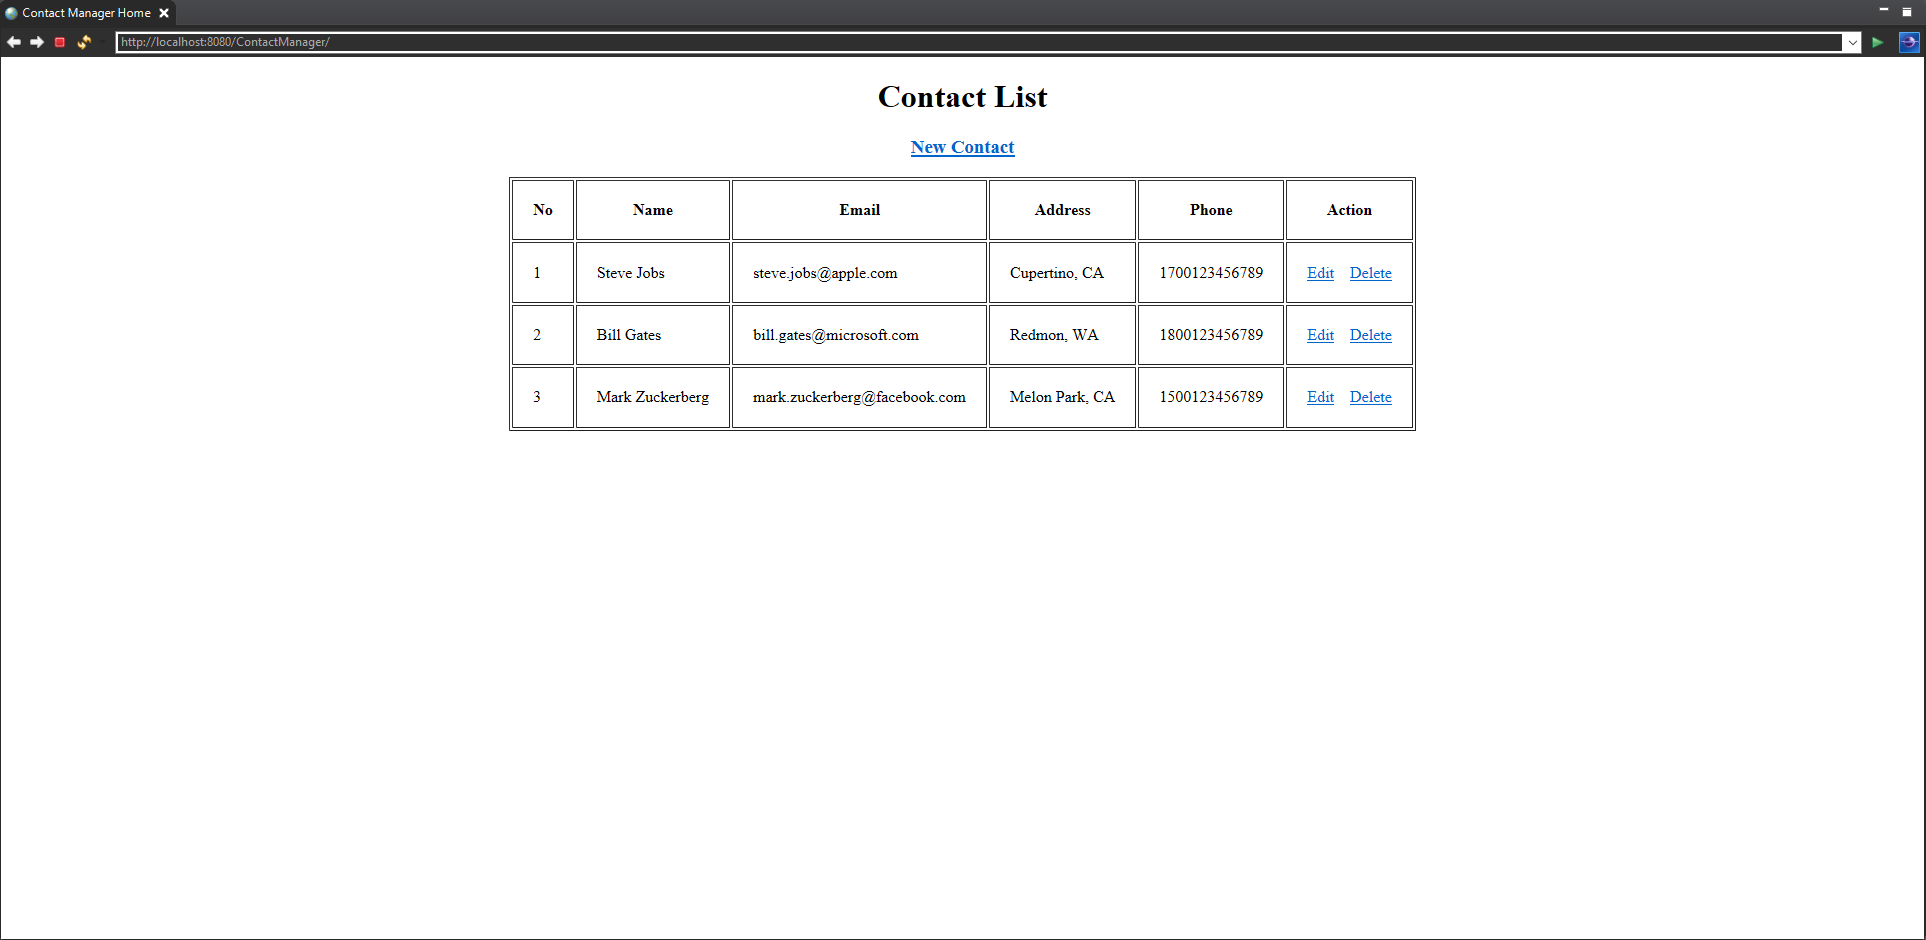 Contact Manager Home
http://localhost:8080/ContactManager/
Contact List
New Contact
No Name Email Address Phone Action
1 Steve Jobs steve.jobs@apple.com Cupertino, CA 1700123456789 Edit Delete
2 Bill Gates bill.gates@microsoft.com Redmon, WA 1800123456789 Edit Delete
3 Mark Zuckerberg mark.zuckerberg@facebook.com Melon Park, CA 1500123456789 Edit Delete